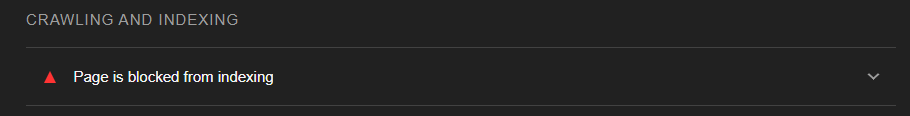 CRAWLING AND INDEXING
Page is blocked from indexing